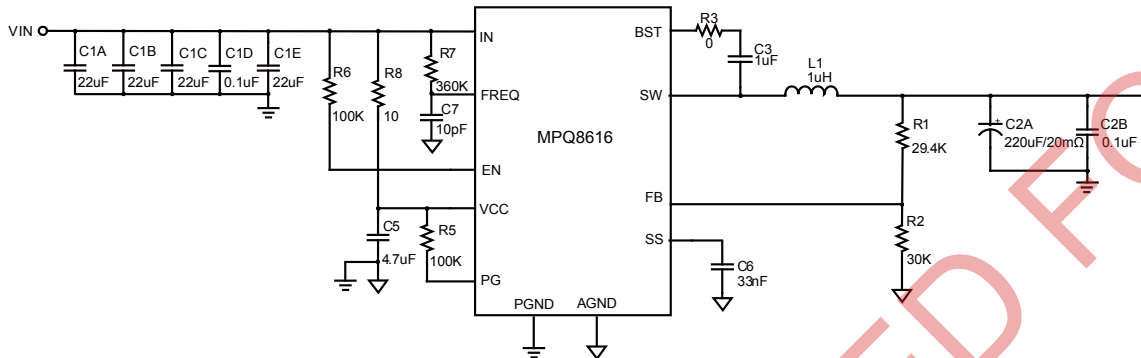 VIN
C1A
22uF
C1B
22uF
C1C
22uF
C1D
0.1uF
C1E
22uF
R6
100K
R8
10
R7
360K
C7
10pF
C5
4.7uF
R5
100K
IN
FREQ
EN
VCC
PG
MPQ8616
PGND
AGND
BST
SW
FB
SS
R3
0
C3
1uF
L1
1uH
R1
29.4K
R2
30K
C6
33nF
+
C2A
220uF/20mΩ
C2B
0.1uF
ED FO